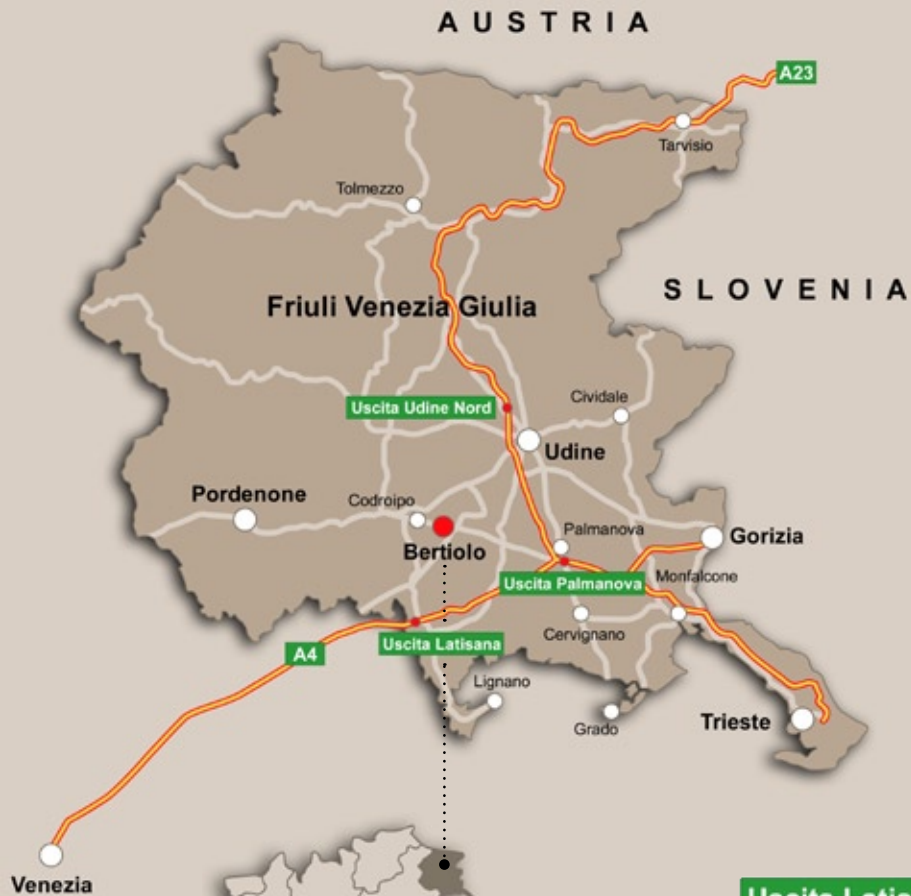 AUSTRIA
A23
Tarvisio
Tolmezzo
SLOVENIA
Friuli Venezia Giulia
Uscita Udine Nord
Cividale
Udine
Pordenone
Codroipo
Palmanova
Gorizia
Bertiolo
Uscita Palmanova
Monfalcone
Cervignano
Uscita Latisana
A4
Lignano
Grado
Trieste
Venezia